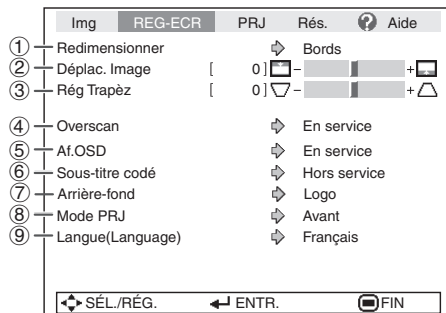 Img REG-ECR PRJ Rés. ? Aide
① Redimensionner Bords
② Déplac. Image [ 0 ] - +
③ Rég Trapèz [ 0 ] - +
④ Overscan En service
⑤ Af.OSD En service
⑥ Sous-titre codé Hors service
⑦ Arrière-fond Logo
⑧ Mode PRJ Avant
⑨ Langue(Language) Français
SÉL./RÉG. ENTR. FIN